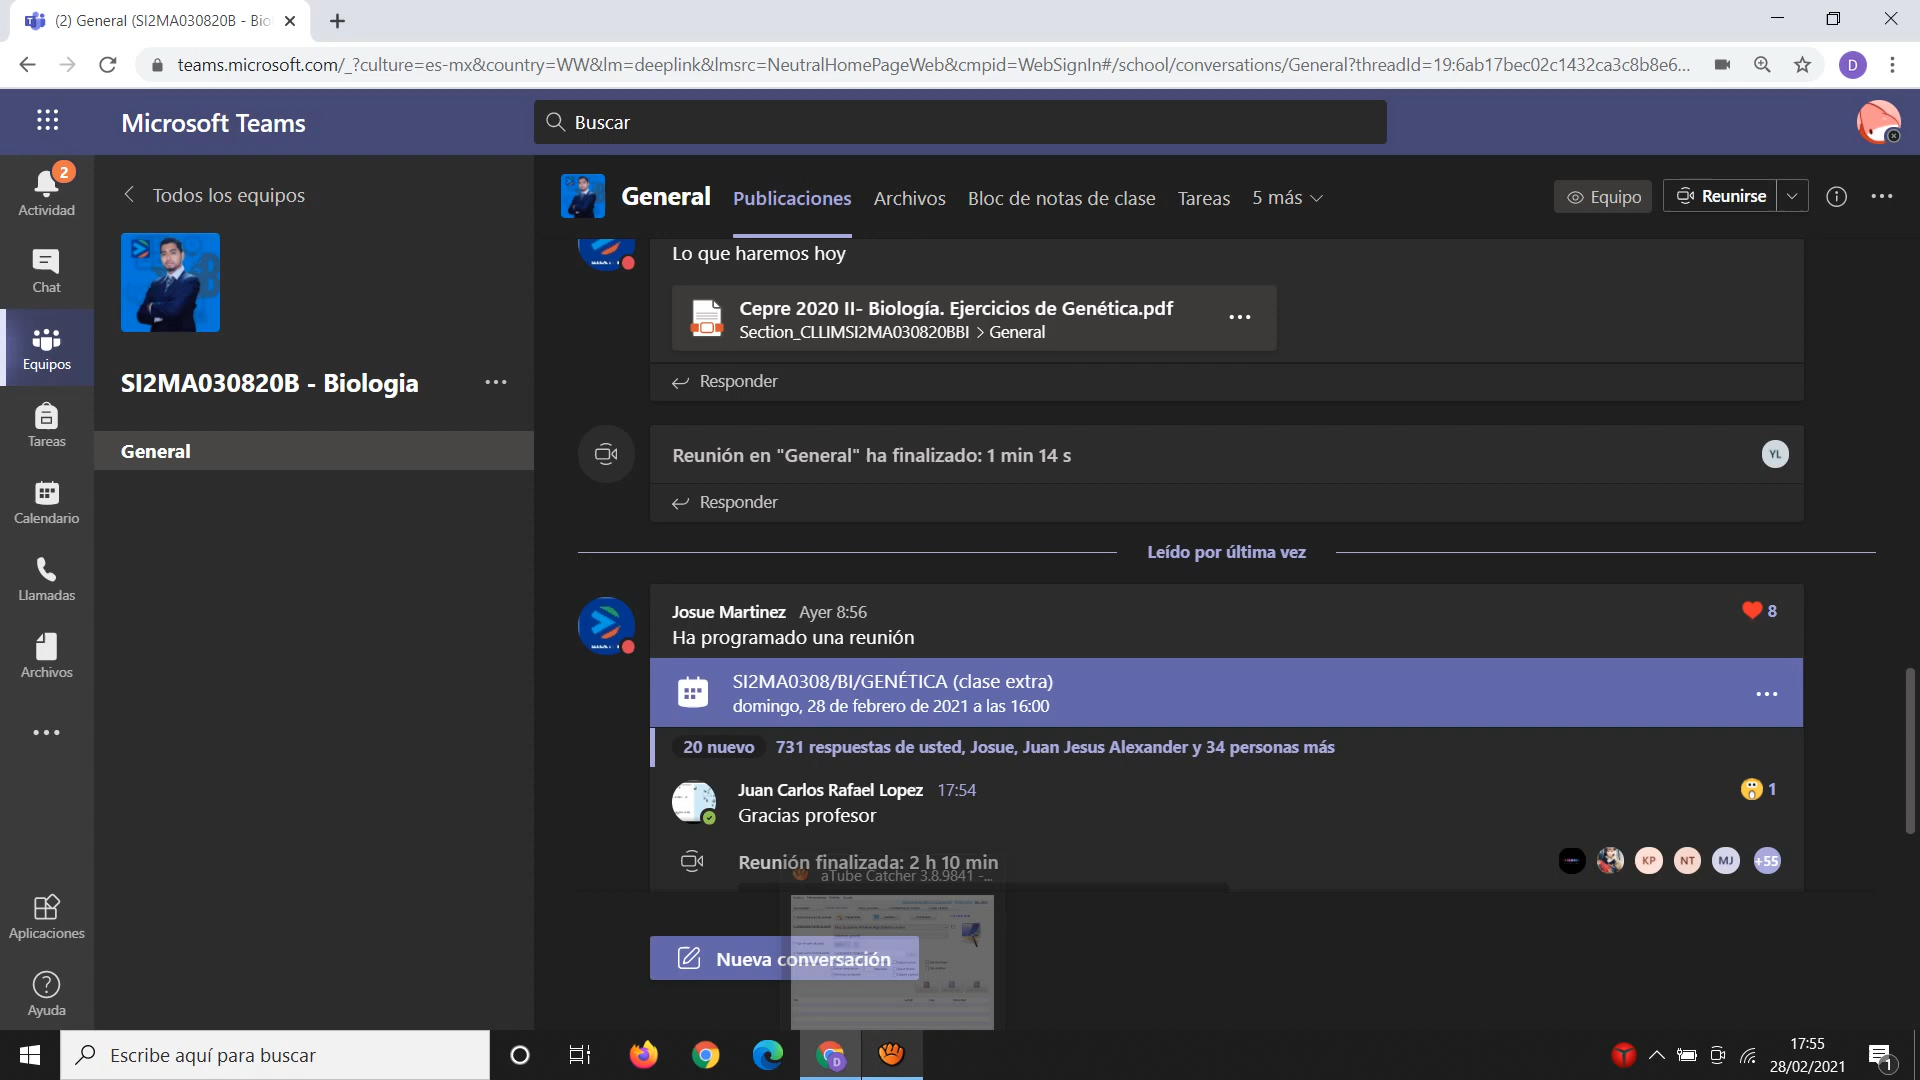 (2) General (SI2MA030820B - Bio
teams.microsoft.com/_?culture=es-mx&country=WW&lm=deeplink&lmsrc=NeutralHomePageWeb&cmpid=WebSignIn#/school/conversations/General?threadId=19:6ab17bec02c1432ca3c8b8e6...
D
Microsoft Teams
Buscar
2
Actividad
Chat
Equipos
Tareas
Calendario
Llamadas
Archivos
Aplicaciones
Ayuda
Todos los equipos
SI2MA030820B - Biologia
General
General
Publicaciones
Archivos
Bloc de notas de clase
Tareas
5 más
Equipo
Reunirse
Lo que haremos hoy
Cepre 2020 II- Biología. Ejercicios de Genética.pdf
Section_CLLIMSI2MA030820BBI > General
Responder
Reunión en "General" ha finalizado: 1 min 14 s
YL
Responder
Leído por última vez
Josue Martinez Ayer 8:56
8
Ha programado una reunión
SI2MA0308/BI/GENÉTICA (clase extra)
domingo, 28 de febrero de 2021 a las 16:00
20 nuevo 731 respuestas de usted, Josue, Juan Jesus Alexander y 34 personas más
Juan Carlos Rafael Lopez 17:54
1
Gracias profesor
Reunión finalizada: 2 h 10 min
KP
NT
MJ
+55
aTube Catcher 3.8.9841 -...
Nueva conversación
Escribe aquí para buscar
D
17:55
28/02/2021
1